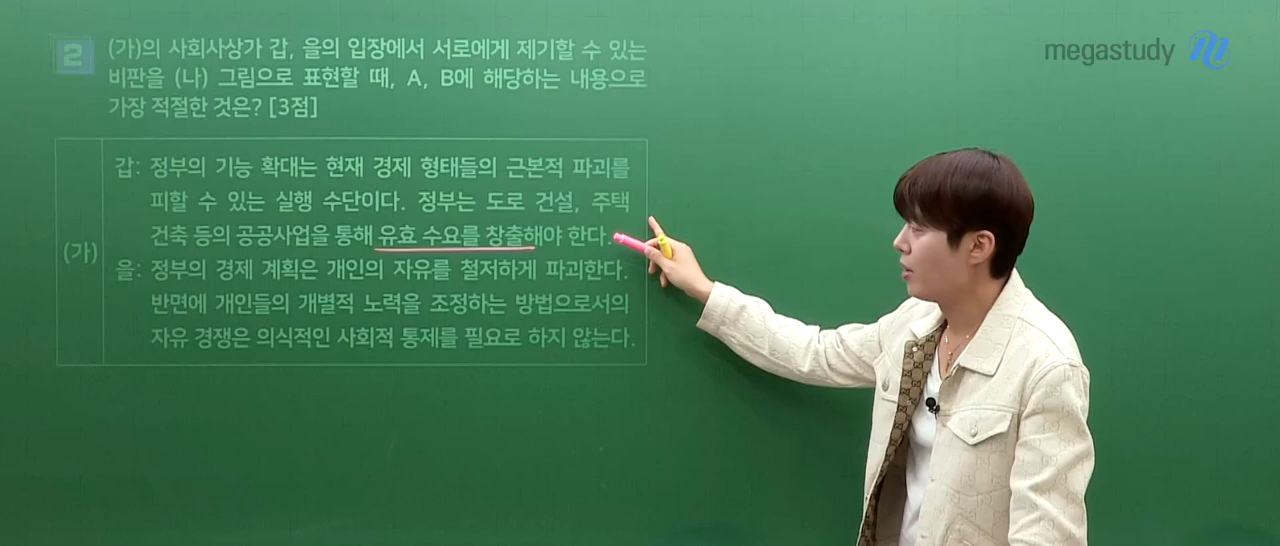 megastudy
2
(가)의 사회사상가 갑, 을의 입장에서 서로에게 제기할 수 있는
비판을 (나) 그림으로 표현할 때, A, B에 해당하는 내용으로
가장 적절한 것은? [3점]
(가)
갑: 정부의 기능 확대는 현재 경제 형태들의 근본적 파괴를
피할 수 있는 실행 수단이다. 정부는 도로 건설, 주택
건축 등의 공공사업을 통해 유효 수요를 창출해야 한다.
을: 정부의 경제 계획은 개인의 자유를 철저하게 파괴한다.
반면에 개인들의 개별적 노력을 조정하는 방법으로서의
자유 경쟁은 의식적인 사회적 통제를 필요로 하지 않는다.